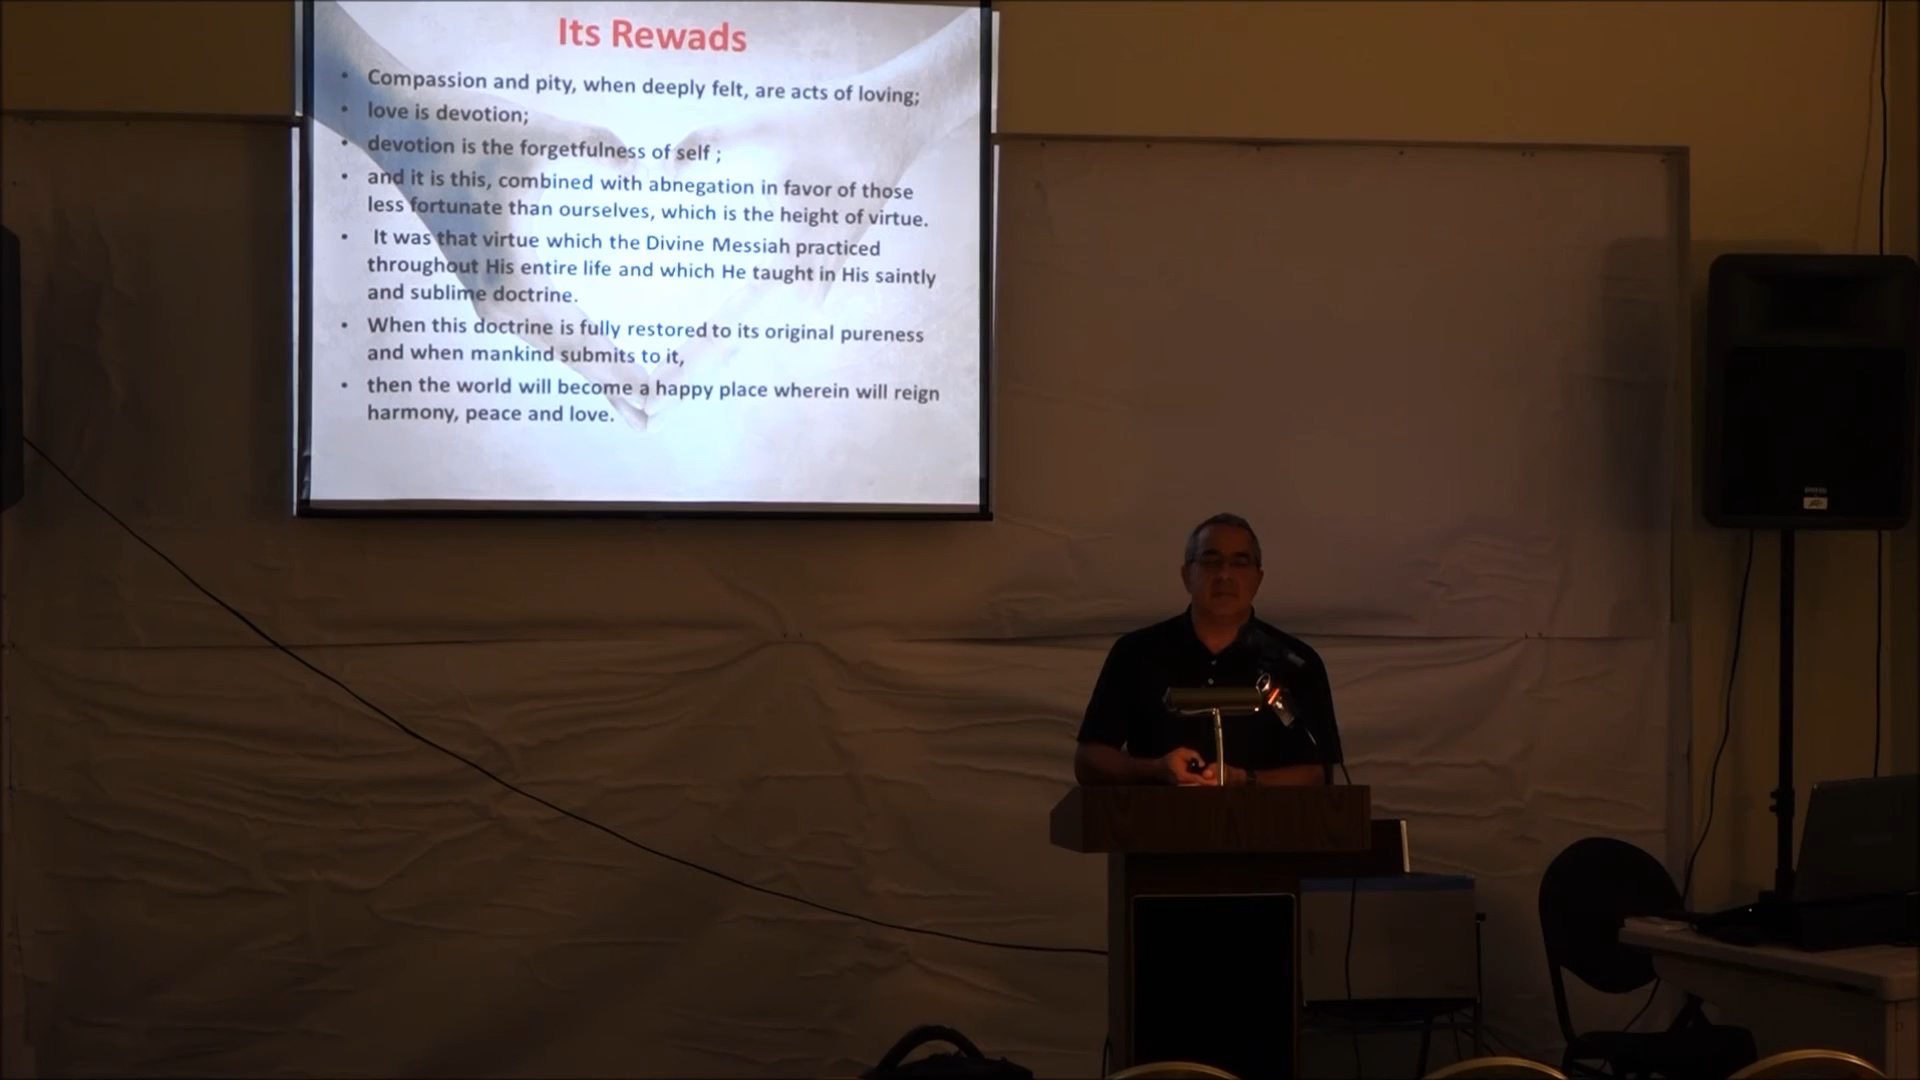 Its Rewads
• Compassion and pity, when deeply felt, are acts of loving;
• love is devotion;
• devotion is the forgetfulness of self ;
• and it is this, combined with abnegation in favor of those
less fortunate than ourselves, which is the height of virtue.
• It was that virtue which the Divine Messiah practiced
throughout His entire life and which He taught in His saintly
and sublime doctrine.
• When this doctrine is fully restored to its original pureness
and when mankind submits to it,
• then the world will become a happy place wherein will reign
harmony, peace and love.